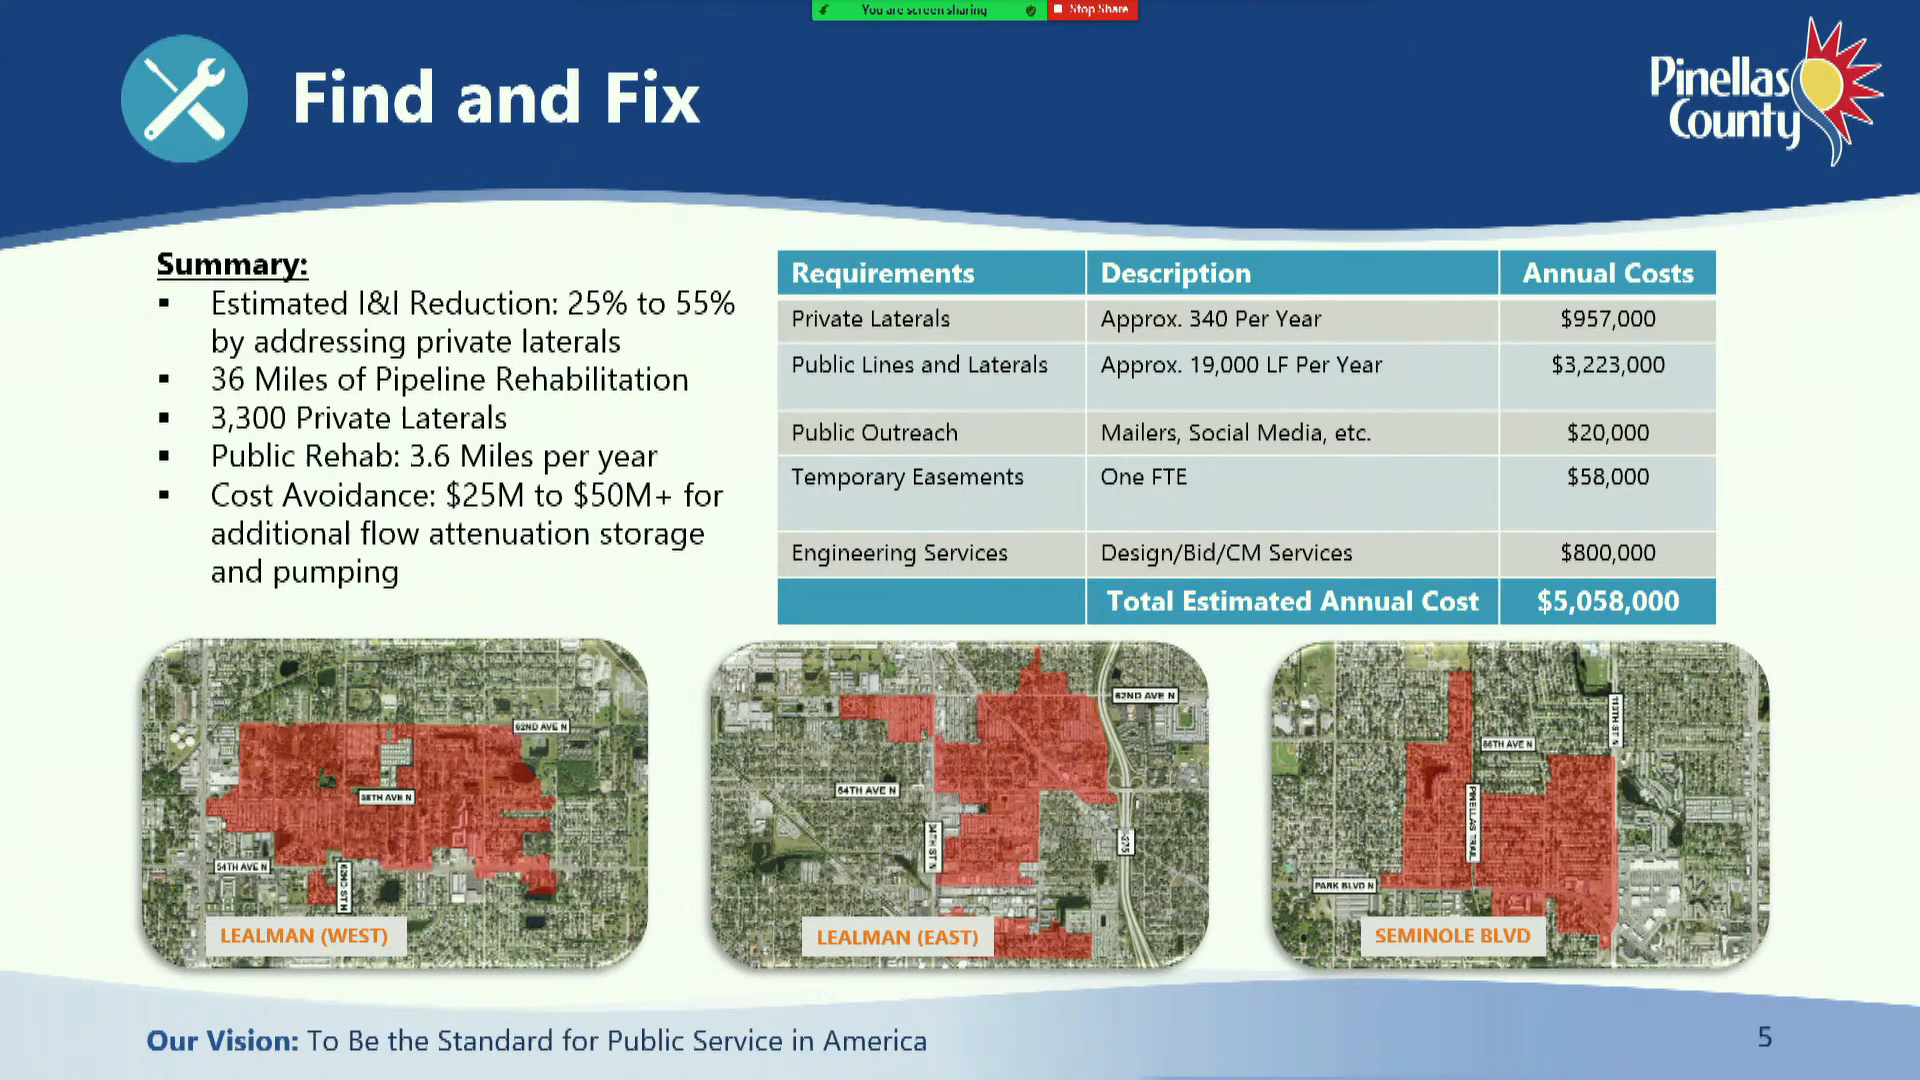 You are screen sharing
Stop Share
Find and Fix
Pinellas
County
Summary:
▪ Estimated I&I Reduction: 25% to 55%
by addressing private laterals
▪ 36 Miles of Pipeline Rehabilitation
▪ 3,300 Private Laterals
▪ Public Rehab: 3.6 Miles per year
▪ Cost Avoidance: $25M to $50M+ for
additional flow attenuation storage
and pumping
Requirements Description Annual Costs
Private Laterals Approx. 340 Per Year $957,000
Public Lines and Laterals Approx. 19,000 LF Per Year $3,223,000
Public Outreach Mailers, Social Media, etc. $20,000
Temporary Easements One FTE $58,000
Engineering Services Design/Bid/CM Services $800,000
Total Estimated Annual Cost $5,058,000
62ND AVE N
58TH AVE N
54TH AVE N
62ND ST N
LEALMAN (WEST)
62ND AVE N
54TH AVE N
34TH ST N
I-275
LEALMAN (EAST)
113TH ST N
86TH AVE N
PINELLAS TRAIL
PARK BLVD N
SEMINOLE BLVD
Our Vision: To Be the Standard for Public Service in America
5